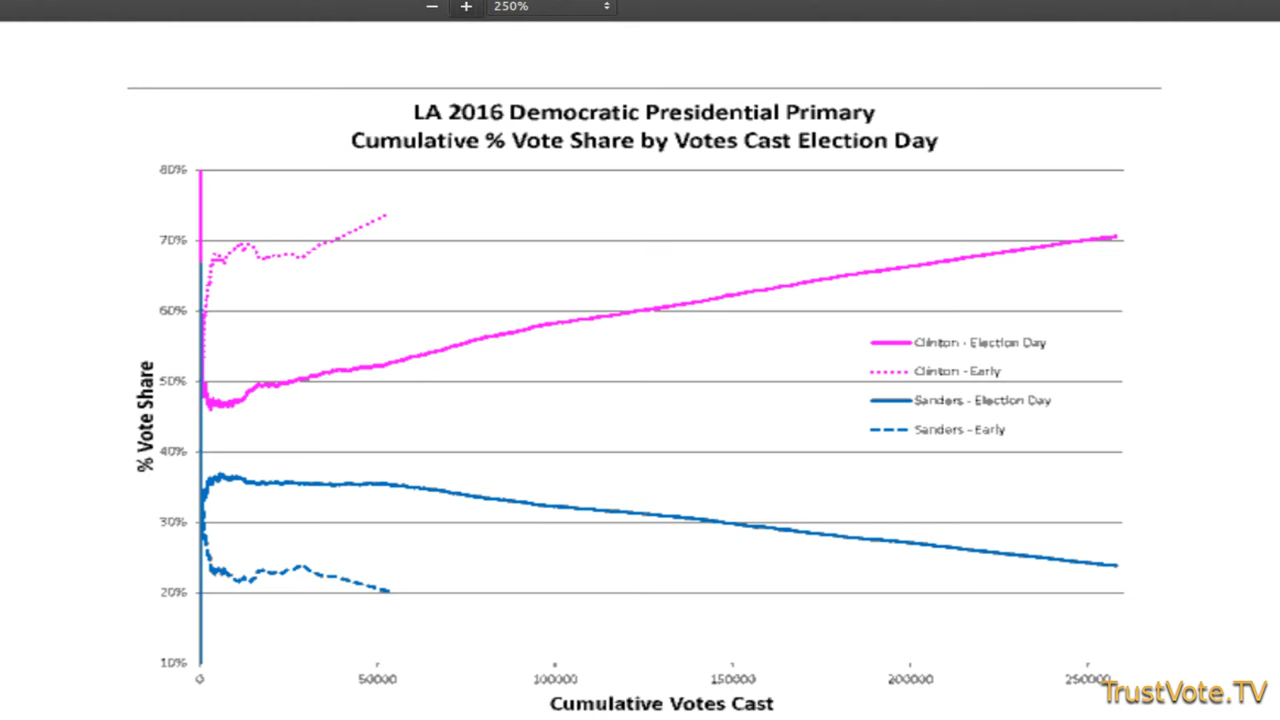 250%
LA 2016 Democratic Presidential Primary
Cumulative % Vote Share by Votes Cast Election Day
80%
70%
60%
50%
40%
30%
20%
10%
% Vote Share
Clinton - Election Day
Clinton - Early
Sanders - Election Day
Sanders - Early
0 50000 100000 150000 200000 250000
Cumulative Votes Cast
TrustVote.TV